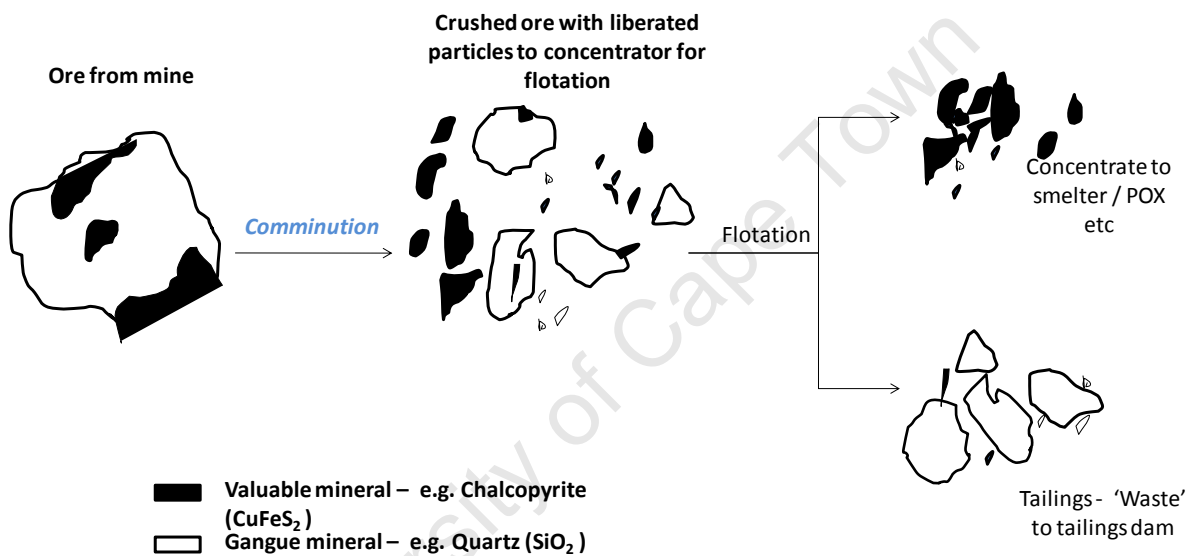 Crushed ore with liberated
particles to concentrator for
flotation
Ore from mine
Comminution
Flotation
Concentrate to
smelter / POX
etc
Valuable mineral – e.g. Chalcopyrite
(CuFeS₂)
Gangue mineral – e.g. Quartz (SiO₂)
Tailings - ‘Waste’
to tailings dam
University of Cape Town